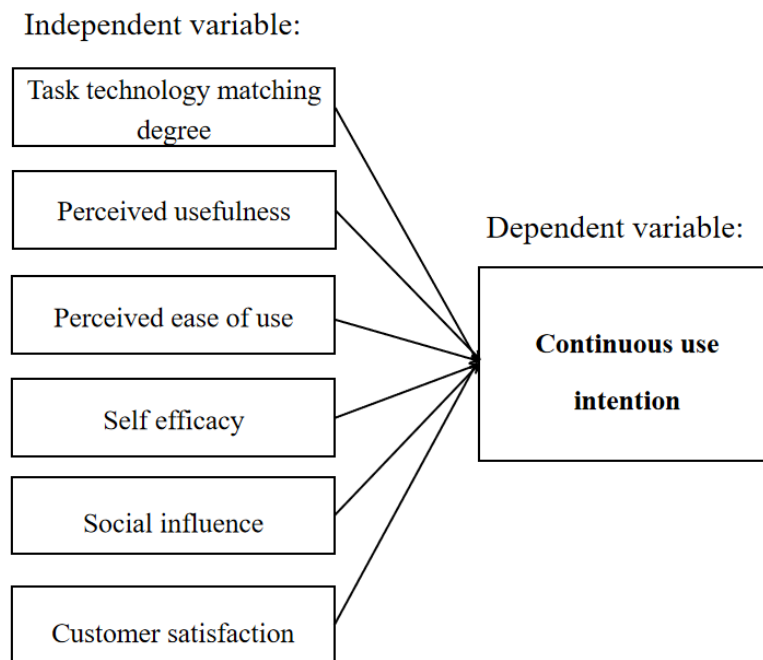 Independent variable:
Task technology matching
degree
Perceived usefulness
Perceived ease of use
Self efficacy
Social influence
Customer satisfaction
Dependent variable:
Continuous use
intention